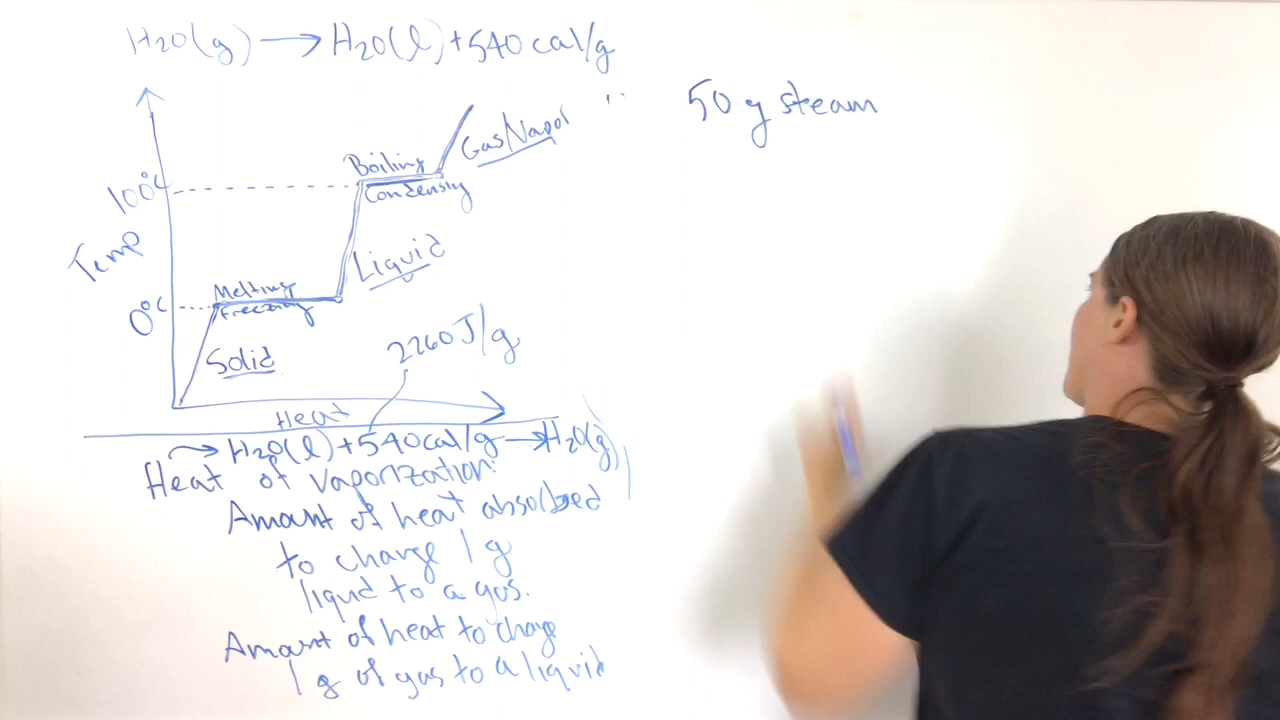 H2O(g) → H2O(l) + 540 cal/g
50 g steam
Gas/Vapor
Boiling
100°C
Condensing
Temp
Liquid
Melting
0°C
Freezing
2260 J/g
Solid
Heat
→ H2O(l) + 540 cal/g → H2O(g)
Heat of vaporization:
Amount of heat absorbed
to change 1 g
liquid to a gas.
Amount of heat to change
1 g of gas to a liquid